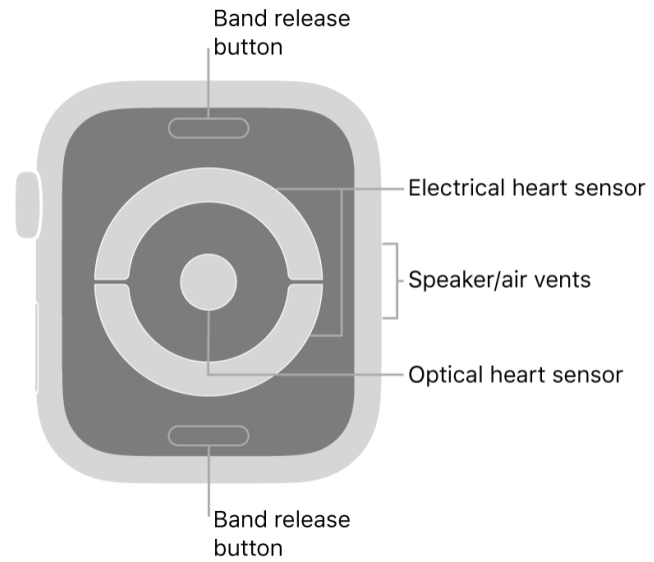 Band release
button
Electrical heart sensor
Speaker/air vents
Optical heart sensor
Band release
button